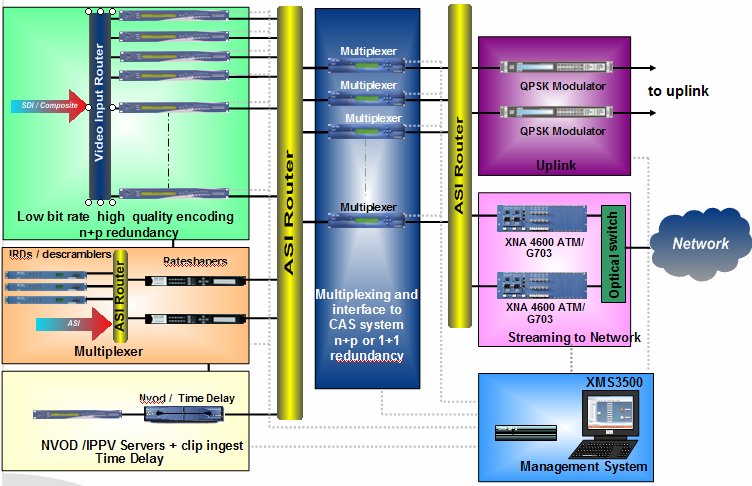 SDI / Composite
Video Input Router
Low bit rate high quality encoding
n+p redundancy
IRDs / descramblers
Rateshapers
ASI
ASI Router
Multiplexer
Nvod / Time Delay
NVOD /IPPV Servers + clip ingest
Time Delay
ASI Router
Multiplexer
Multiplexer
Multiplexer
Multiplexer
Multiplexing and
interface to
CAS system
n+p or 1+1
redundancy
ASI Router
QPSK Modulator
QPSK Modulator
Uplink
to uplink
XNA 4600 ATM/
G703
XNA 4600 ATM/
G703
Optical switch
Streaming to Network
Network
XMS3500
Management System